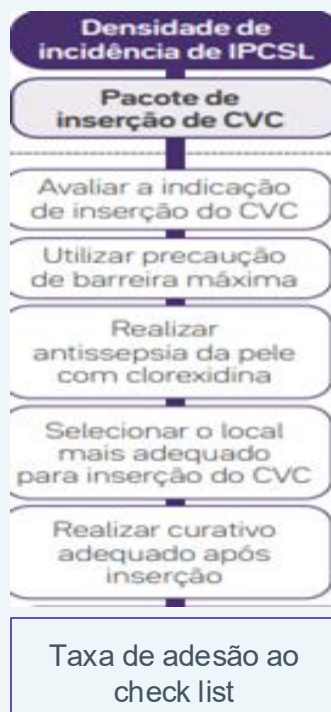 Densidade de
incidência de IPCSL
Pacote de
inserção de CVC
Avaliar a indicação
de inserção do CVC
Utilizar precaução
de barreira máxima
Realizar
antissepsia da pele
com clorexidina
Selecionar o local
mais adequado
para inserção do CVC
Realizar curativo
adequado após
inserção
Taxa de adesão ao
check list